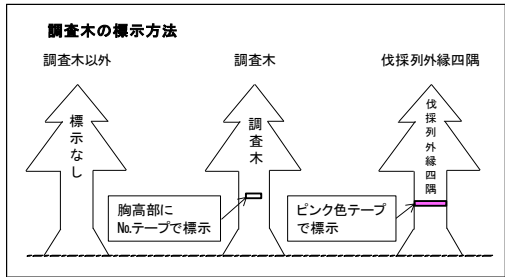 調査木の標示方法
調査木以外
調査木
伐採列外縁四隅
標示なし
調査木
伐採列外縁四隅
胸高部に
№テープで標示
ピンク色テープ
で標示